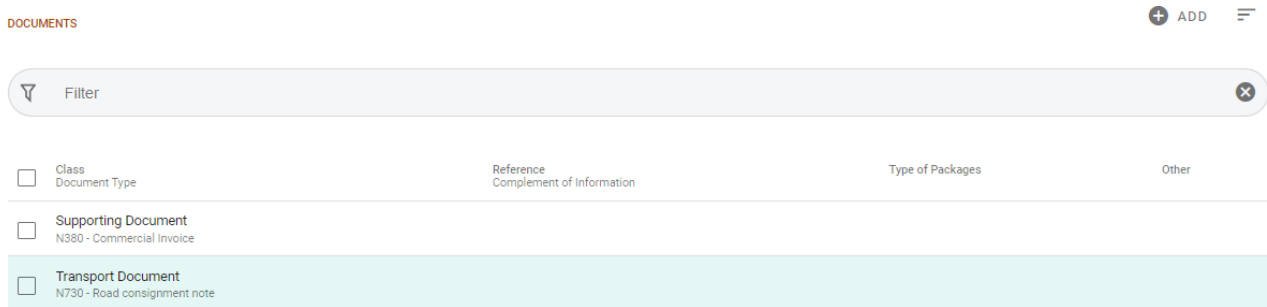 DOCUMENTS
ADD
Filter
Class
Document Type
Reference
Complement of Information
Type of Packages
Other
Supporting Document
N380 - Commercial Invoice
Transport Document
N730 - Road consignment note